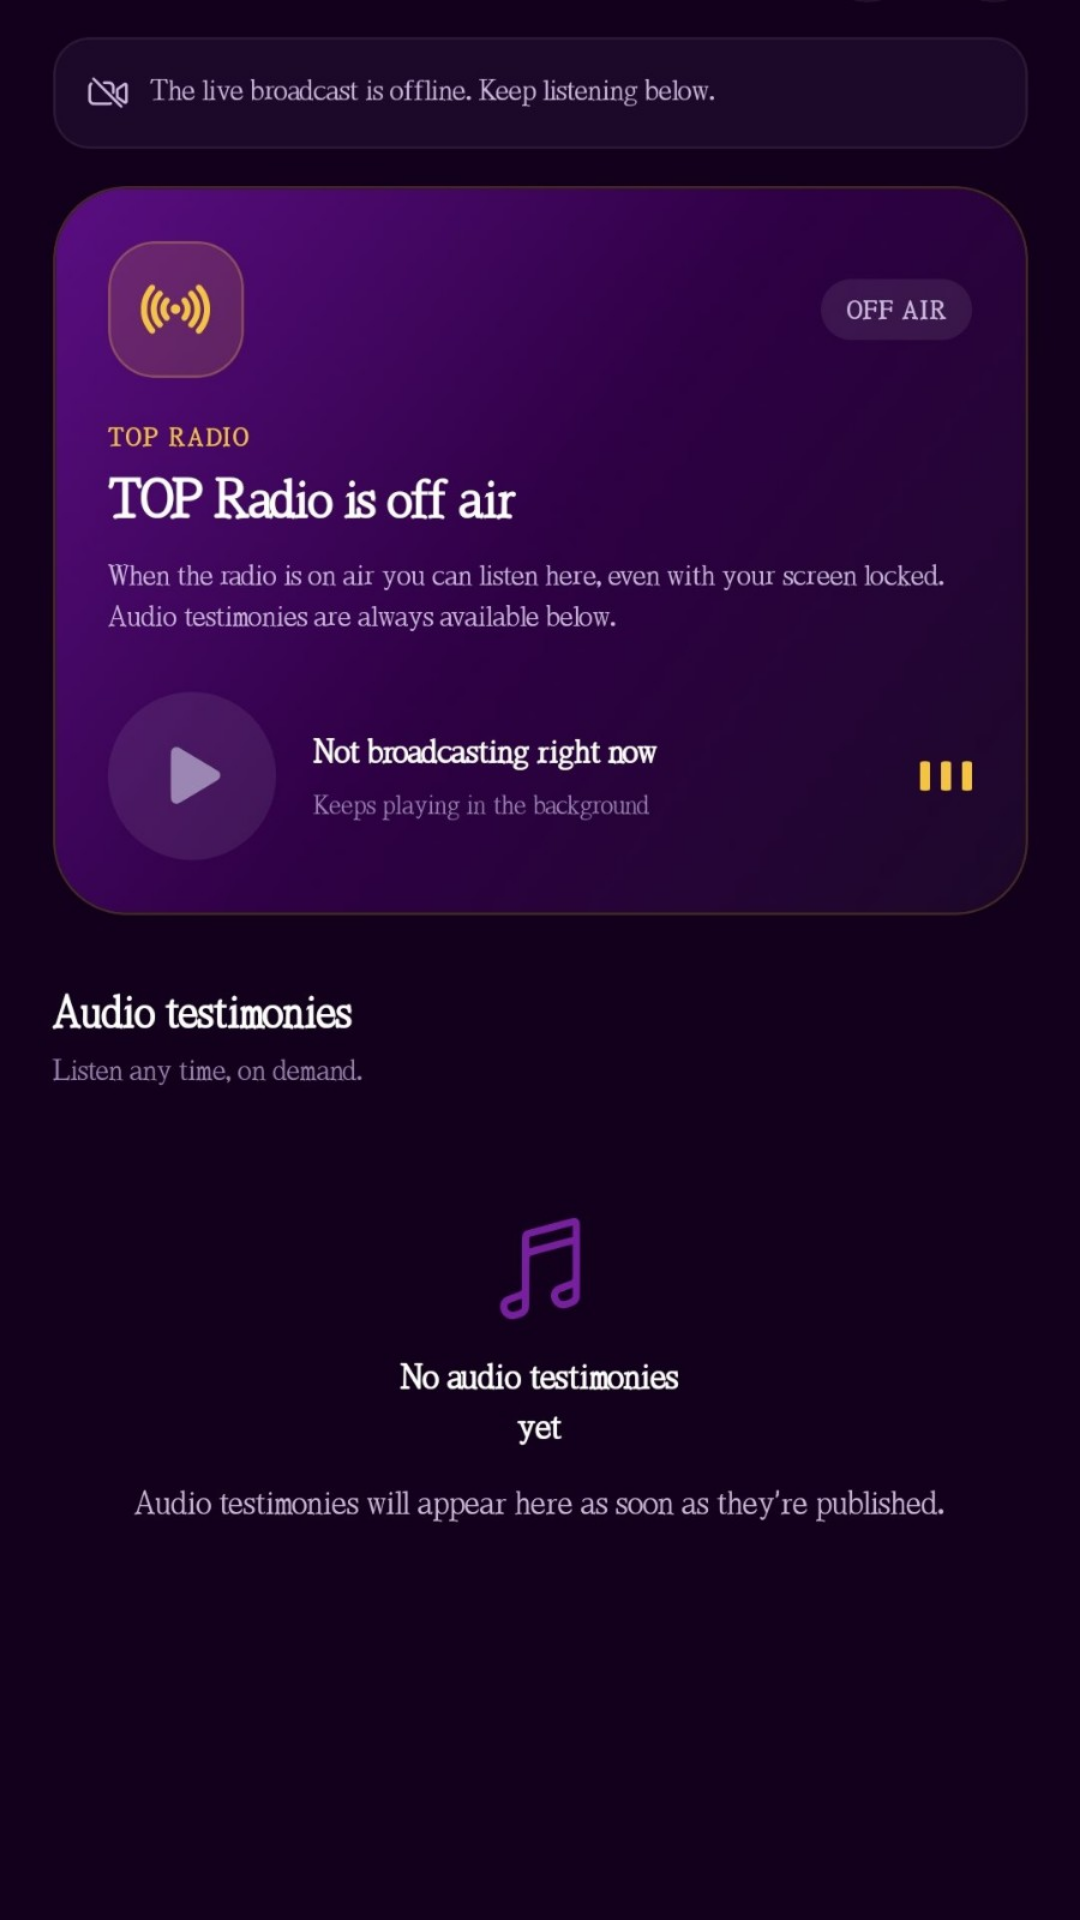 The live broadcast is offline. Keep listening below.
OFF AIR
TOP RADIO
TOP Radio is off air
When the radio is on air you can listen here, even with your screen locked.
Audio testimonies are always available below.
Not broadcasting right now
Keeps playing in the background
Audio testimonies
Listen any time, on demand.
No audio testimonies
yet
Audio testimonies will appear here as soon as they're published.